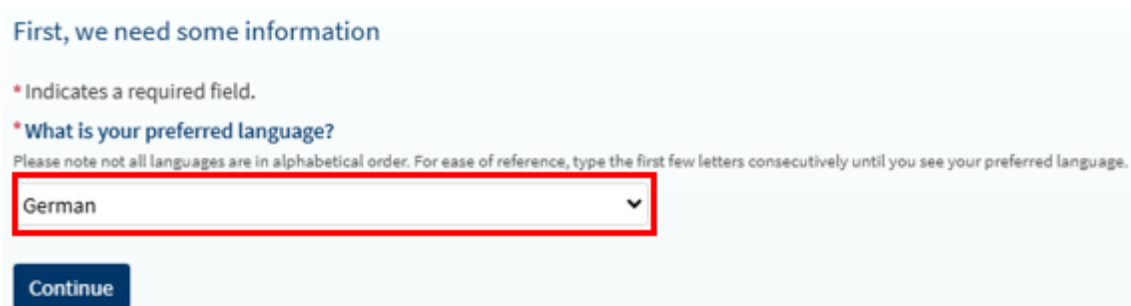 First, we need some information
* Indicates a required field.
* What is your preferred language?
Please note not all languages are in alphabetical order. For ease of reference, type the first few letters consecutively until you see your preferred language.
German
Continue